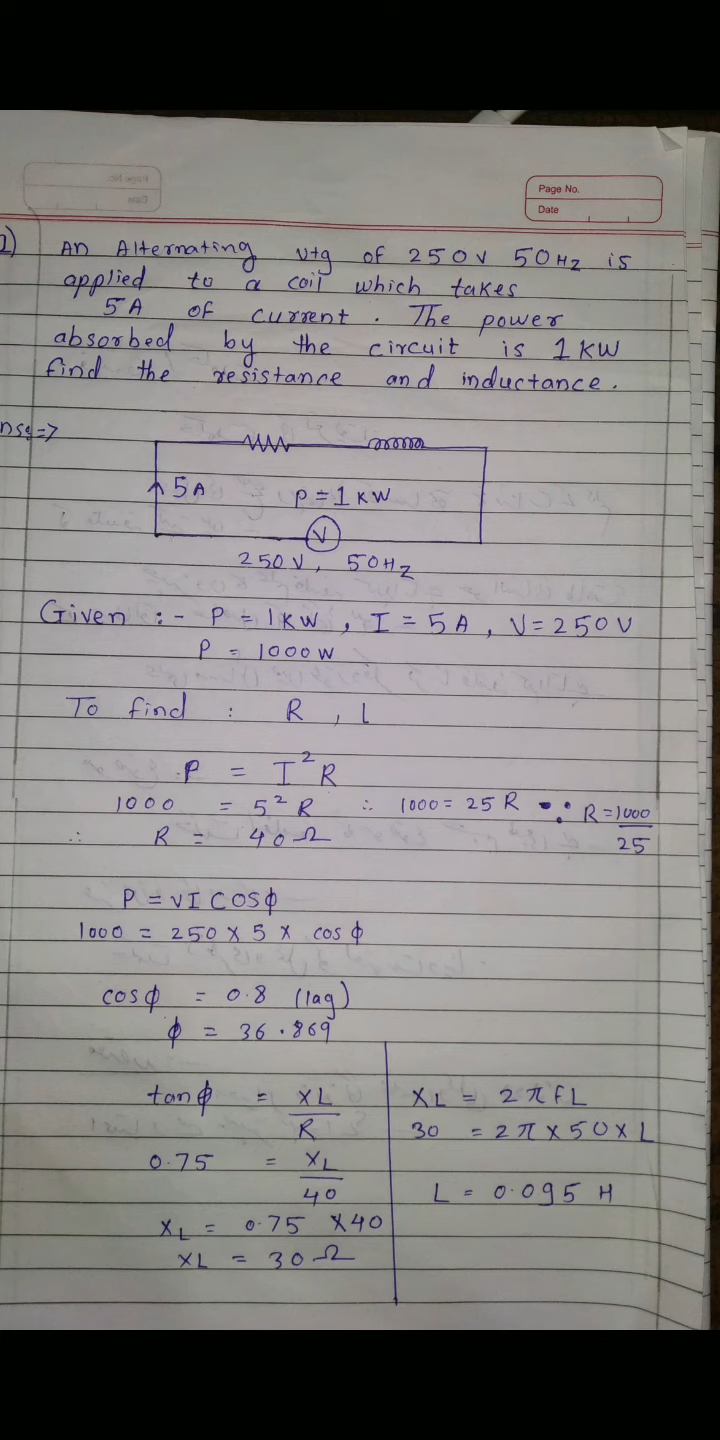 Page No.
Date
1) An Alternating vtg of 250V 50Hz is
applied to a coil which takes
5A of current. The power
absorbed by the circuit is 1KW
find the resistance and inductance.
ns:=>
5A P=1KW
V
250V, 50Hz
Given :- P = 1KW, I = 5A, V=250V
P = 1000W
To find : R, L
P = I²R
1000 = 5² R ∴ 1000 = 25 R ∵ R = 1000/25
∴ R = 40Ω
P = VI COSϕ
1000 = 250 × 5 × cosϕ
cosϕ = 0.8 (lag)
ϕ = 36.869
tanϕ = XL/R
0.75 = XL/40
XL = 0.75 × 40
XL = 30Ω
XL = 2πfL
30 = 2π × 50 × L
L = 0.095 H